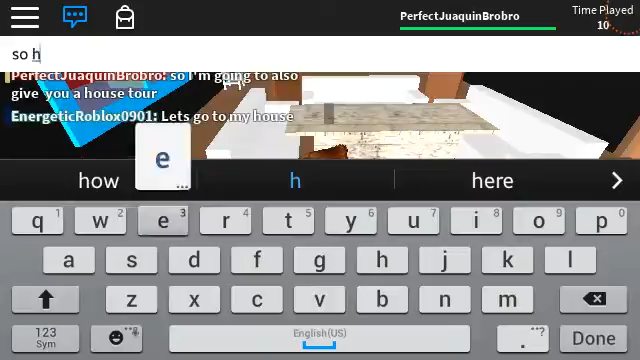 PerfectJuaquinBrobro
Time Played
10
so h
PerfectJuaquinBrobro: so I'm going to also
give you a house tour
EnergeticRoblox0901: Lets go to my house
e
...
how h here
q 1 w 2 e 3 r 4 t 5 y 6 u 7 i 8 o 9 p 0
a s d f g h j k l
z x c v b n m
123
Sym
English(US)
. ,,?
Done